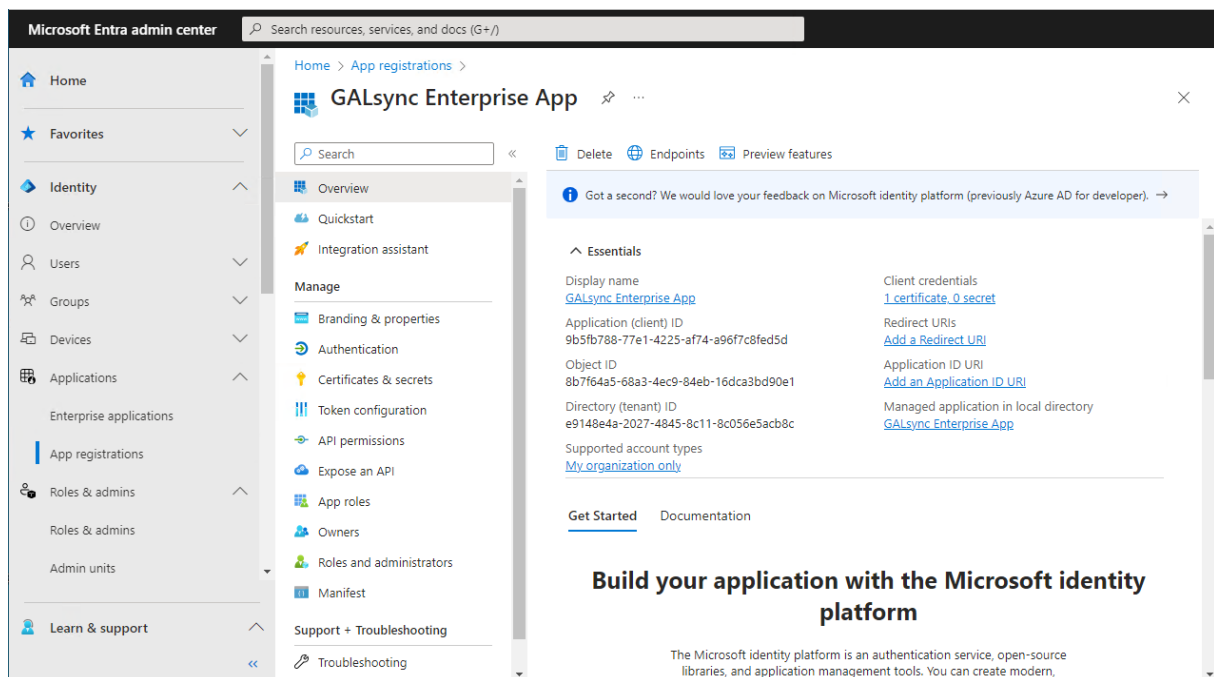 Microsoft Entra admin center
Search resources, services, and docs (G+/)
Home
Favorites
Identity
Overview
Users
Groups
Devices
Applications
Enterprise applications
App registrations
Roles & admins
Roles & admins
Admin units
Learn & support
Home > App registrations >
GALsync Enterprise App
Search
Overview
Quickstart
Integration assistant
Manage
Branding & properties
Authentication
Certificates & secrets
Token configuration
API permissions
Expose an API
App roles
Owners
Roles and administrators
Manifest
Support + Troubleshooting
Troubleshooting
Delete Endpoints Preview features
Got a second? We would love your feedback on Microsoft identity platform (previously Azure AD for developer). →
Essentials
Display name
GALsync Enterprise App
Application (client) ID
9b5fb788-77e1-4225-af74-a96f7c8fed5d
Object ID
8b7f64a5-68a3-4ec9-84eb-16dca3bd90e1
Directory (tenant) ID
e9148e4a-2027-4845-8c11-8c056e5acb8c
Supported account types
My organization only
Client credentials
1 certificate, 0 secret
Redirect URIs
Add a Redirect URI
Application ID URI
Add an Application ID URI
Managed application in local directory
GALsync Enterprise App
Get Started Documentation
Build your application with the Microsoft identity
platform
The Microsoft identity platform is an authentication service, open-source
libraries, and application management tools. You can create modern,